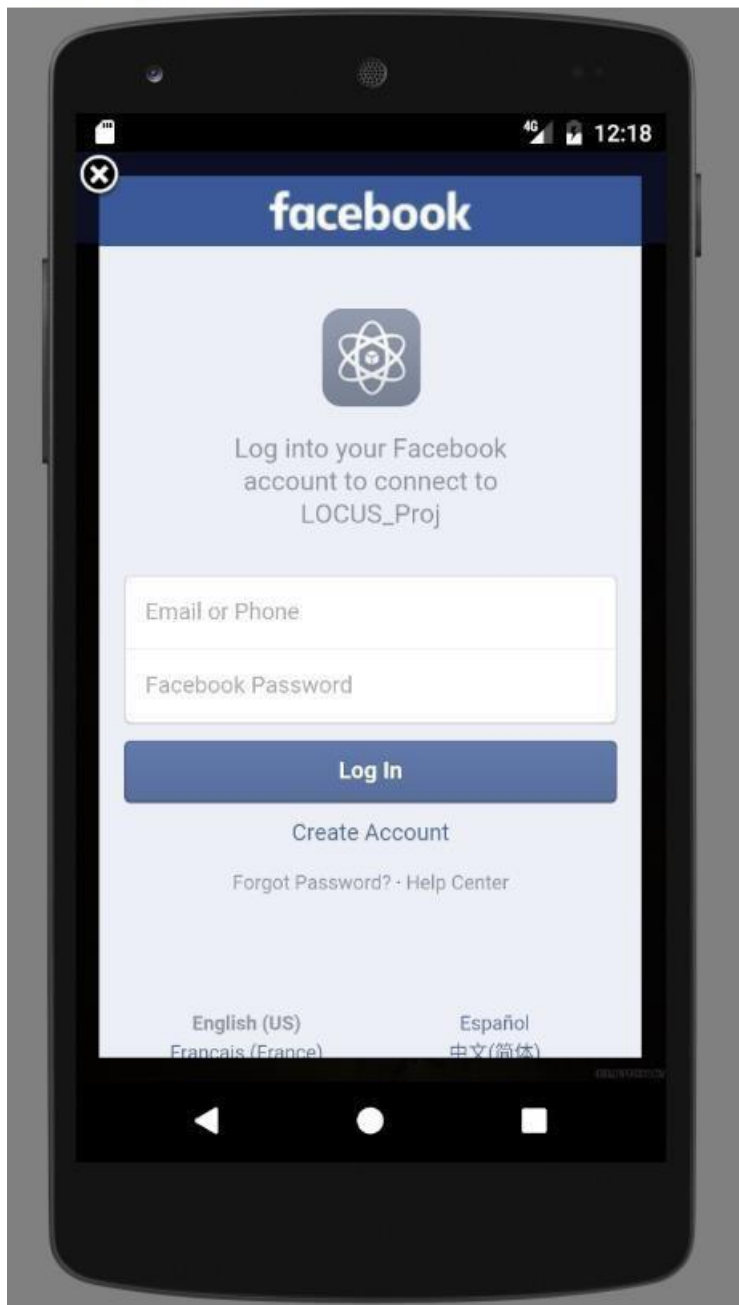 4G 12:18
facebook
Log into your Facebook
account to connect to
LOCUS_Proj
Email or Phone
Facebook Password
Log In
Create Account
Forgot Password? · Help Center
English (US) Español
Français (France) 中文(简体)